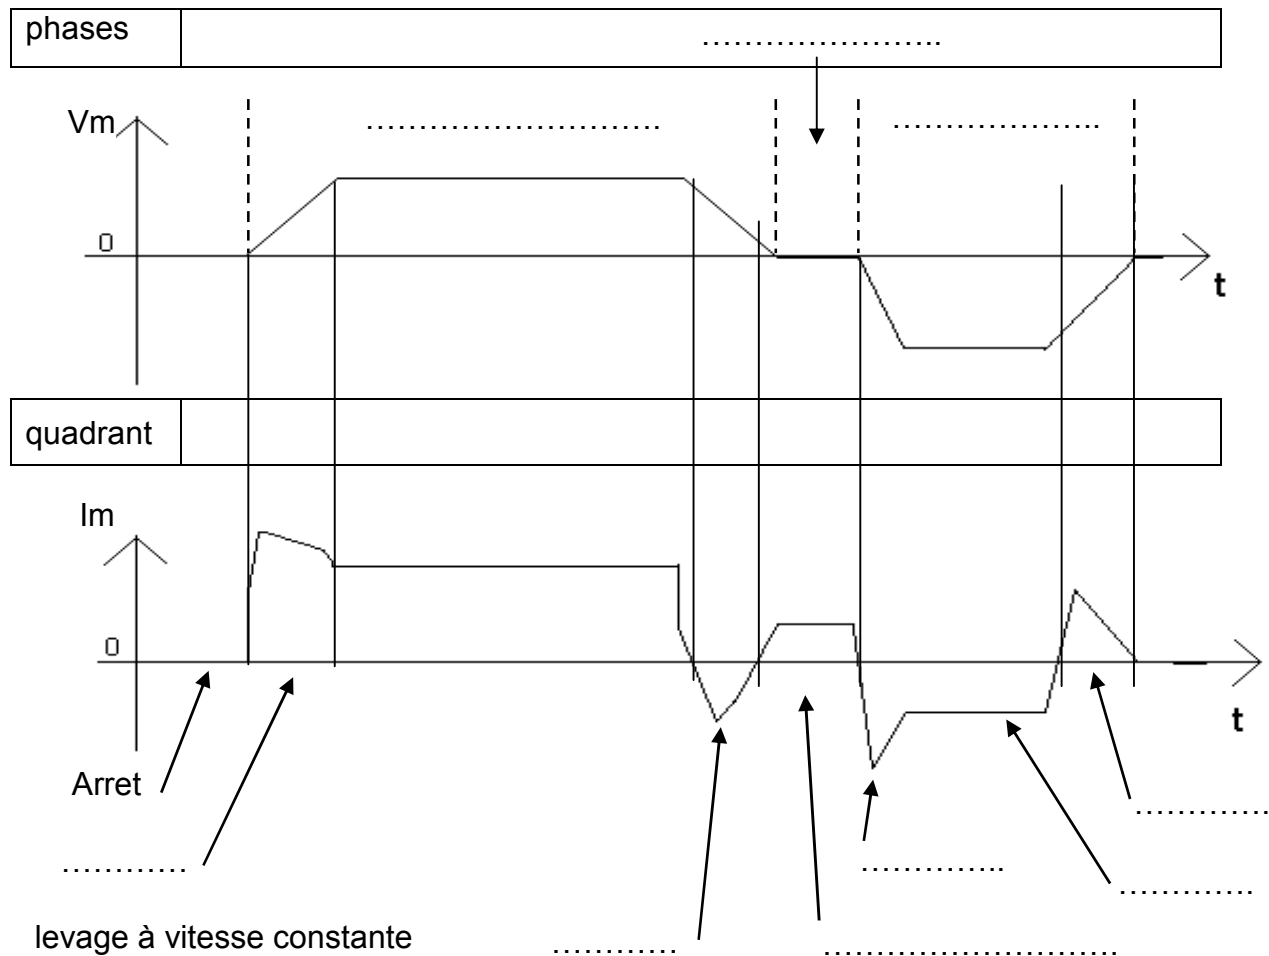 phases
……………………
Vm
…………………………
…………………
0
t
quadrant
Im
0
t
Arret
………….
…………
…………..
………….
levage à vitesse constante
…………
…………………………